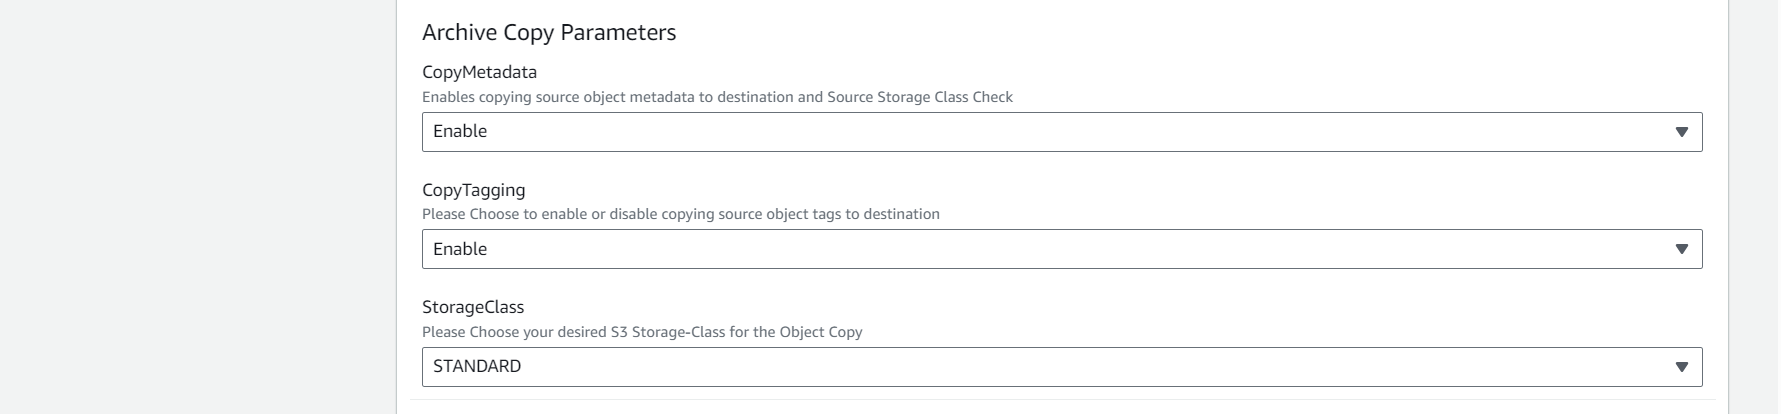 Archive Copy Parameters
CopyMetadata
Enables copying source object metadata to destination and Source Storage Class Check
Enable
CopyTagging
Please Choose to enable or disable copying source object tags to destination
Enable
StorageClass
Please Choose your desired S3 Storage-Class for the Object Copy
STANDARD